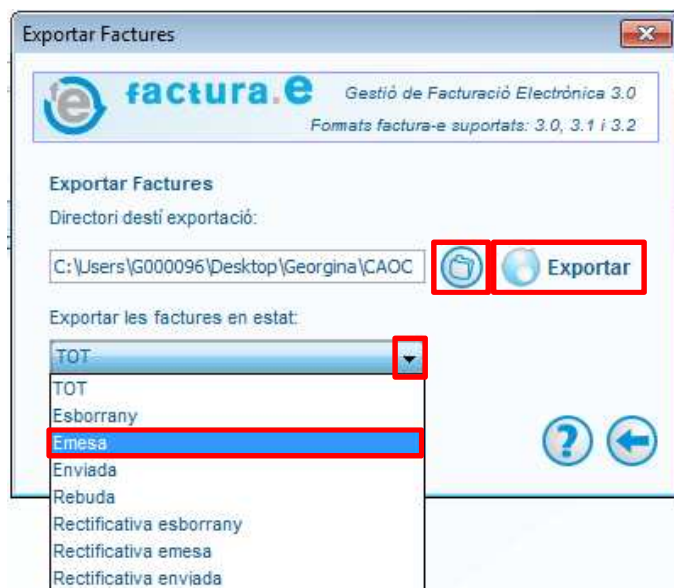 Exportar Factures
factura.e
Gestió de Facturació Electrònica 3.0
Formats factura-e suportats: 3.0, 3.1 i 3.2
Exportar Factures
Directori destí exportació:
C:\Users\G000096\Desktop\Georgina\CAOC
Exportar
Exportar les factures en estat:
TOT
TOT
Esborrany
Emesa
Enviada
Rebuda
Rectificativa esborrany
Rectificativa emesa
Rectificativa enviada